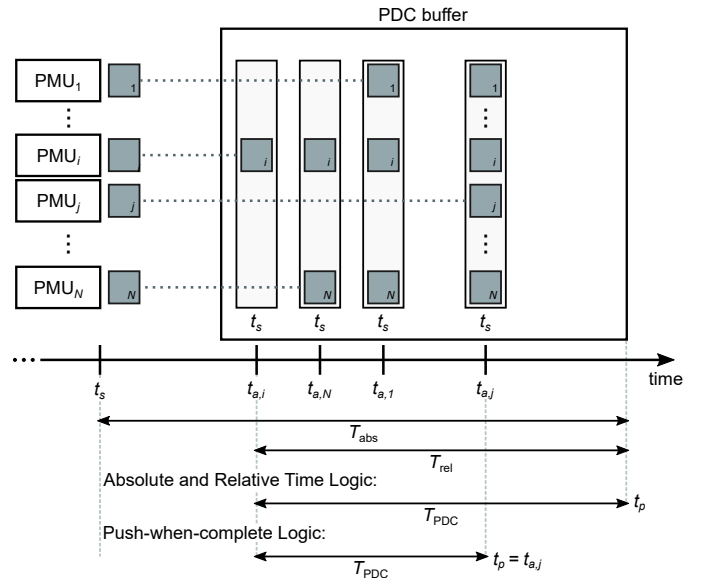 PDC buffer
PMU1 1 1 1
⋮ ⋮
PMUi i i i i
PMUj j j
⋮ ⋮
PMUN N N N N
ts ts ts ts
...
ts ta,i ta,N ta,1 ta,j time
Tabs
Trel
Absolute and Relative Time Logic:
TPDC tp
Push-when-complete Logic:
TPDC tp = ta,j